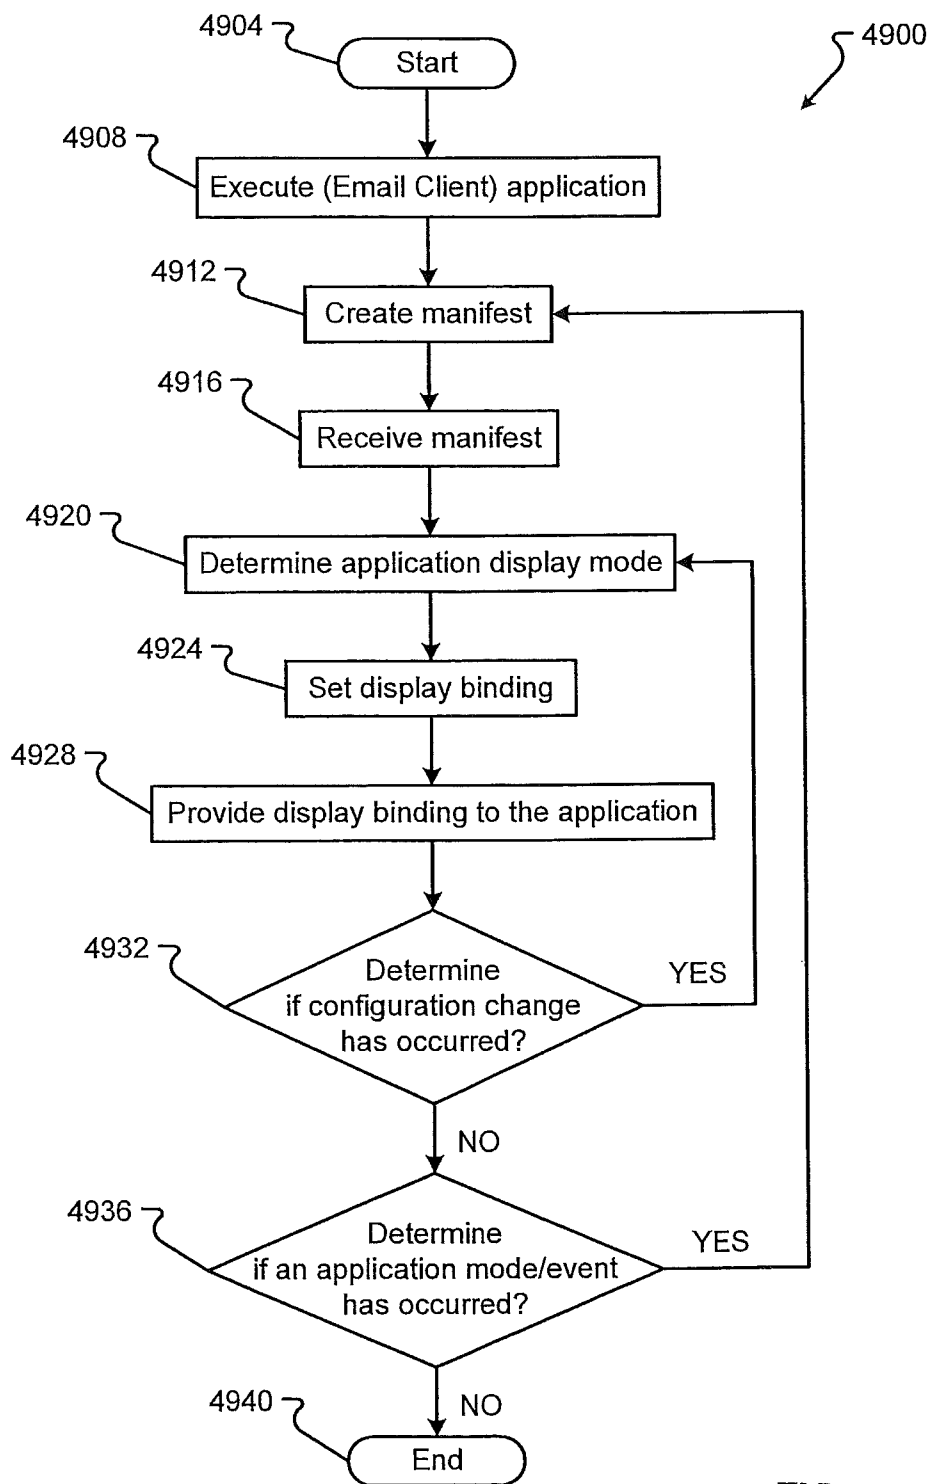 4904
Start
4900
4908
Execute (Email Client) application
4912
Create manifest
4916
Receive manifest
4920
Determine application display mode
4924
Set display binding
4928
Provide display binding to the application
4932
Determine
if configuration change
has occurred?
YES
NO
4936
Determine
if an application mode/event
has occurred?
YES
NO
4940
End